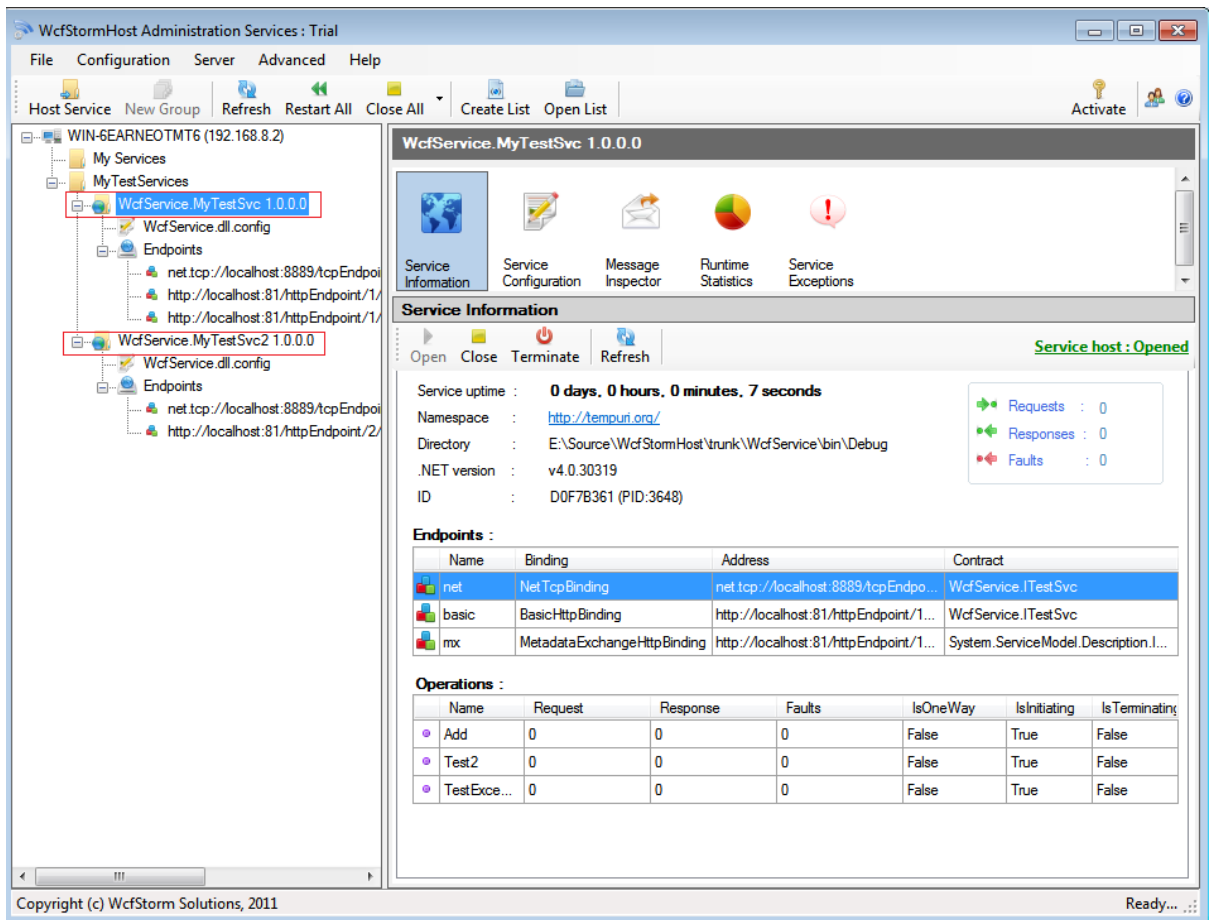 WcfStormHost Administration Services : Trial
File Configuration Server Advanced Help
Host Service New Group Refresh Restart All Close All Create List Open List Activate
WIN-6EARNEOTMT6 (192.168.8.2)
My Services
MyTestServices
WcfService.MyTestSvc 1.0.0.0
WcfService.dll.config
Endpoints
net.tcp://localhost:8889/tcpEndpoi
http://localhost:81/httpEndpoint/1/
http://localhost:81/httpEndpoint/1/
WcfService.MyTestSvc2 1.0.0.0
WcfService.dll.config
Endpoints
net.tcp://localhost:8889/tcpEndpoi
http://localhost:81/httpEndpoint/2/
WcfService.MyTestSvc 1.0.0.0
Service Information
Service Configuration
Message Inspector
Runtime Statistics
Service Exceptions
Service Information
Open Close Terminate Refresh
Service host : Opened
Service uptime : 0 days, 0 hours, 0 minutes, 7 seconds
Namespace : http://tempuri.org/
Directory : E:\Source\WcfStormHost\trunk\WcfService\bin\Debug
.NET version : v4.0.30319
ID : D0F7B361 (PID:3648)
Requests : 0
Responses : 0
Faults : 0
Endpoints :
Name Binding Address Contract
net NetTcpBinding net.tcp://localhost:8889/tcpEndpo... WcfService.ITestSvc
basic BasicHttpBinding http://localhost:81/httpEndpoint/1... WcfService.ITestSvc
mx MetadataExchangeHttpBinding http://localhost:81/httpEndpoint/1... System.ServiceModel.Description.I...
Operations :
Name Request Response Faults IsOneWay IsInitiating IsTerminating
Add 0 0 0 False True False
Test2 0 0 0 False True False
TestExce... 0 0 0 False True False
Copyright (c) WcfStorm Solutions, 2011
Ready...